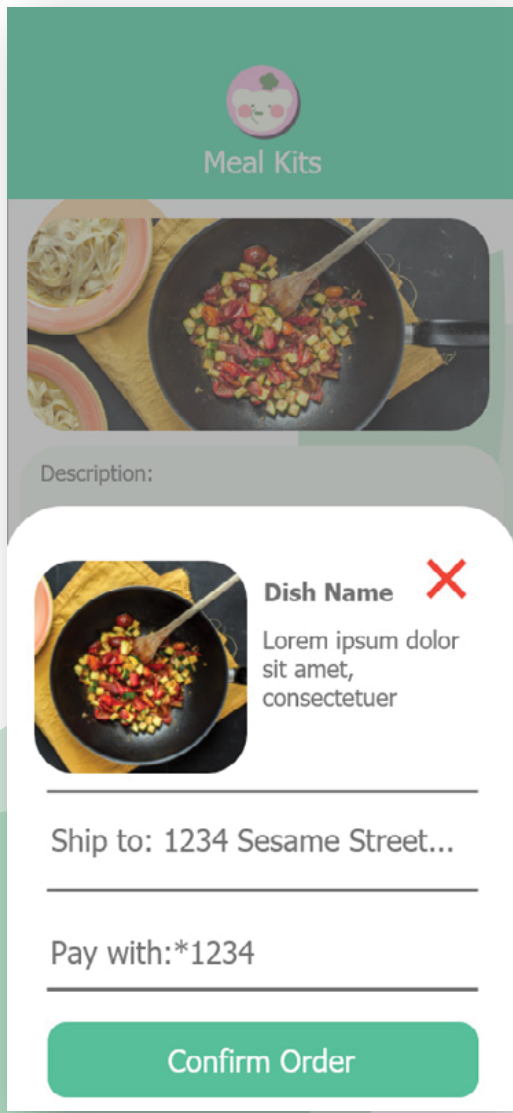 Meal Kits
Description:
Dish Name
Lorem ipsum dolor
sit amet,
consectetuer
Ship to: 1234 Sesame Street...
Pay with:*1234
Confirm Order